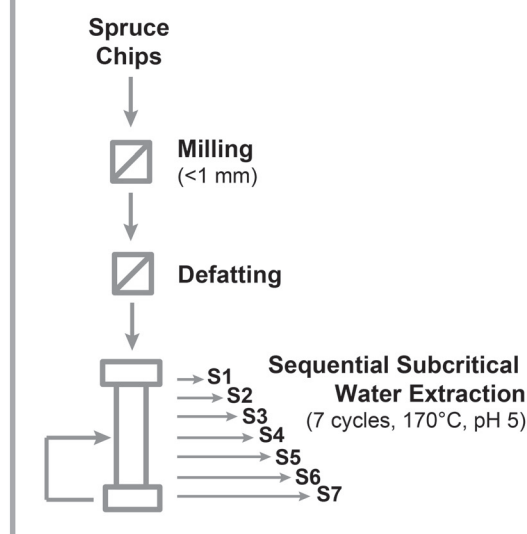 Spruce
Chips
Milling
(<1 mm)
Defatting
Sequential Subcritical
Water Extraction
(7 cycles, 170°C, pH 5)
S1
S2
S3
S4
S5
S6
S7